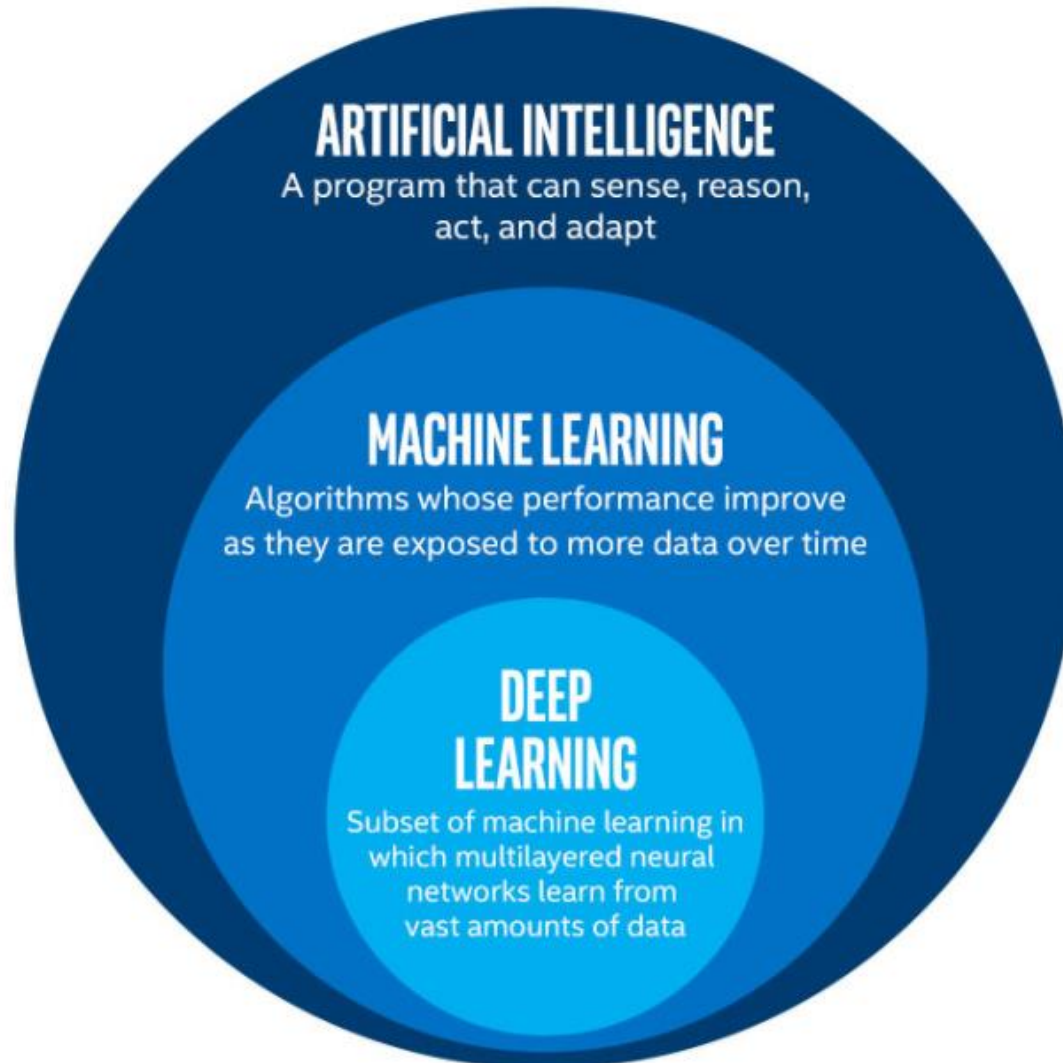 ARTIFICIAL INTELLIGENCE
A program that can sense, reason,
act, and adapt
MACHINE LEARNING
Algorithms whose performance improve
as they are exposed to more data over time
DEEP
LEARNING
Subset of machine learning in
which multilayered neural
networks learn from
vast amounts of data